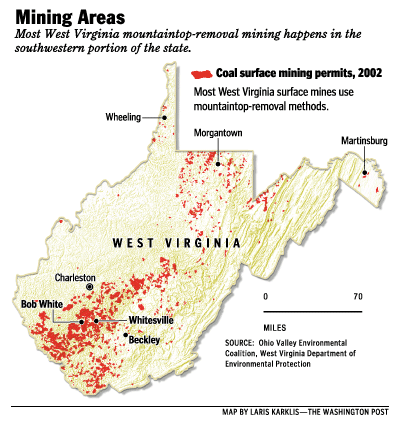 Mining Areas
Most West Virginia mountaintop-removal mining happens in the
southwestern portion of the state.
Coal surface mining permits, 2002
Most West Virginia surface mines use
mountaintop-removal methods.
Wheeling
Morgantown
Martinsburg
WEST VIRGINIA
Charleston
Bob White
Whitesville
Beckley
0 70
MILES
SOURCE: Ohio Valley Environmental
Coalition, West Virginia Department of
Environmental Protection
MAP BY LARIS KARKLIS—THE WASHINGTON POST